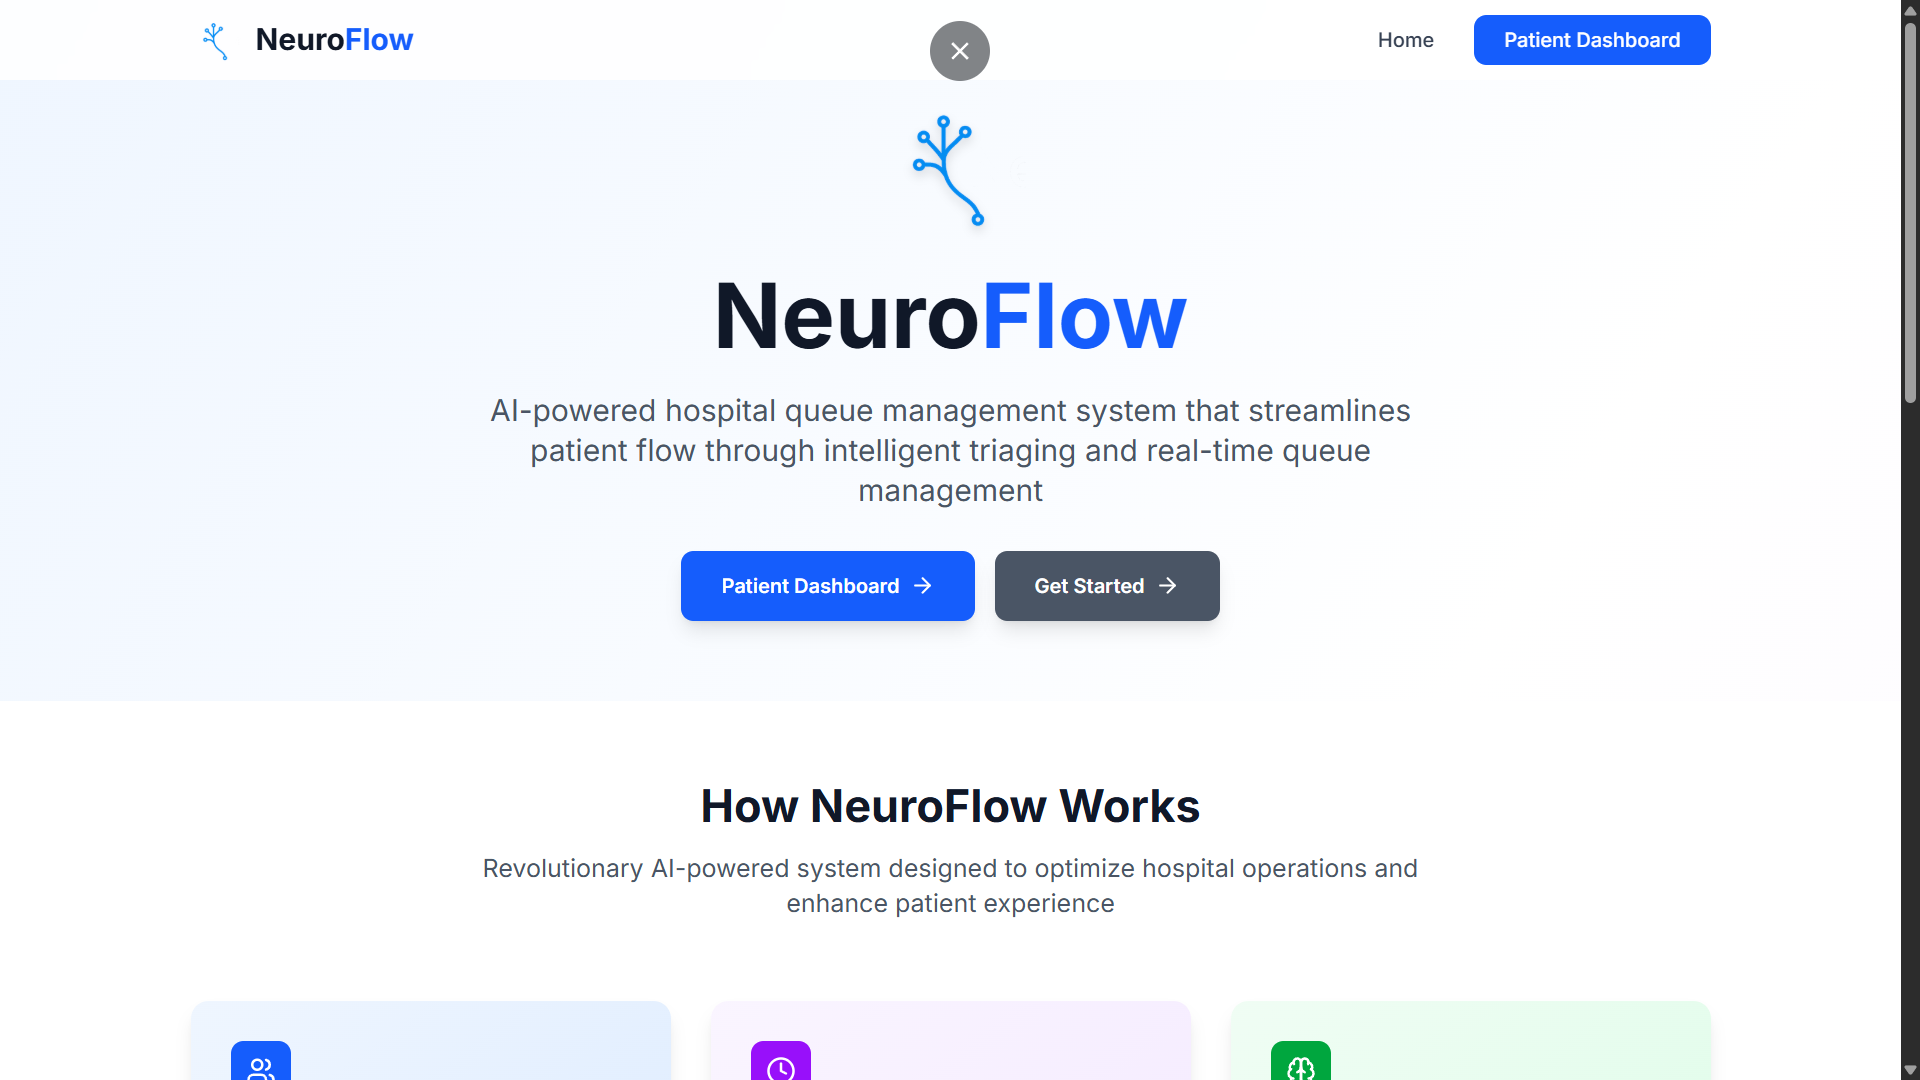 NeuroFlow
Home
Patient Dashboard
NeuroFlow
AI-powered hospital queue management system that streamlines
patient flow through intelligent triaging and real-time queue
management
Patient Dashboard
Get Started
How NeuroFlow Works
Revolutionary AI-powered system designed to optimize hospital operations and
enhance patient experience